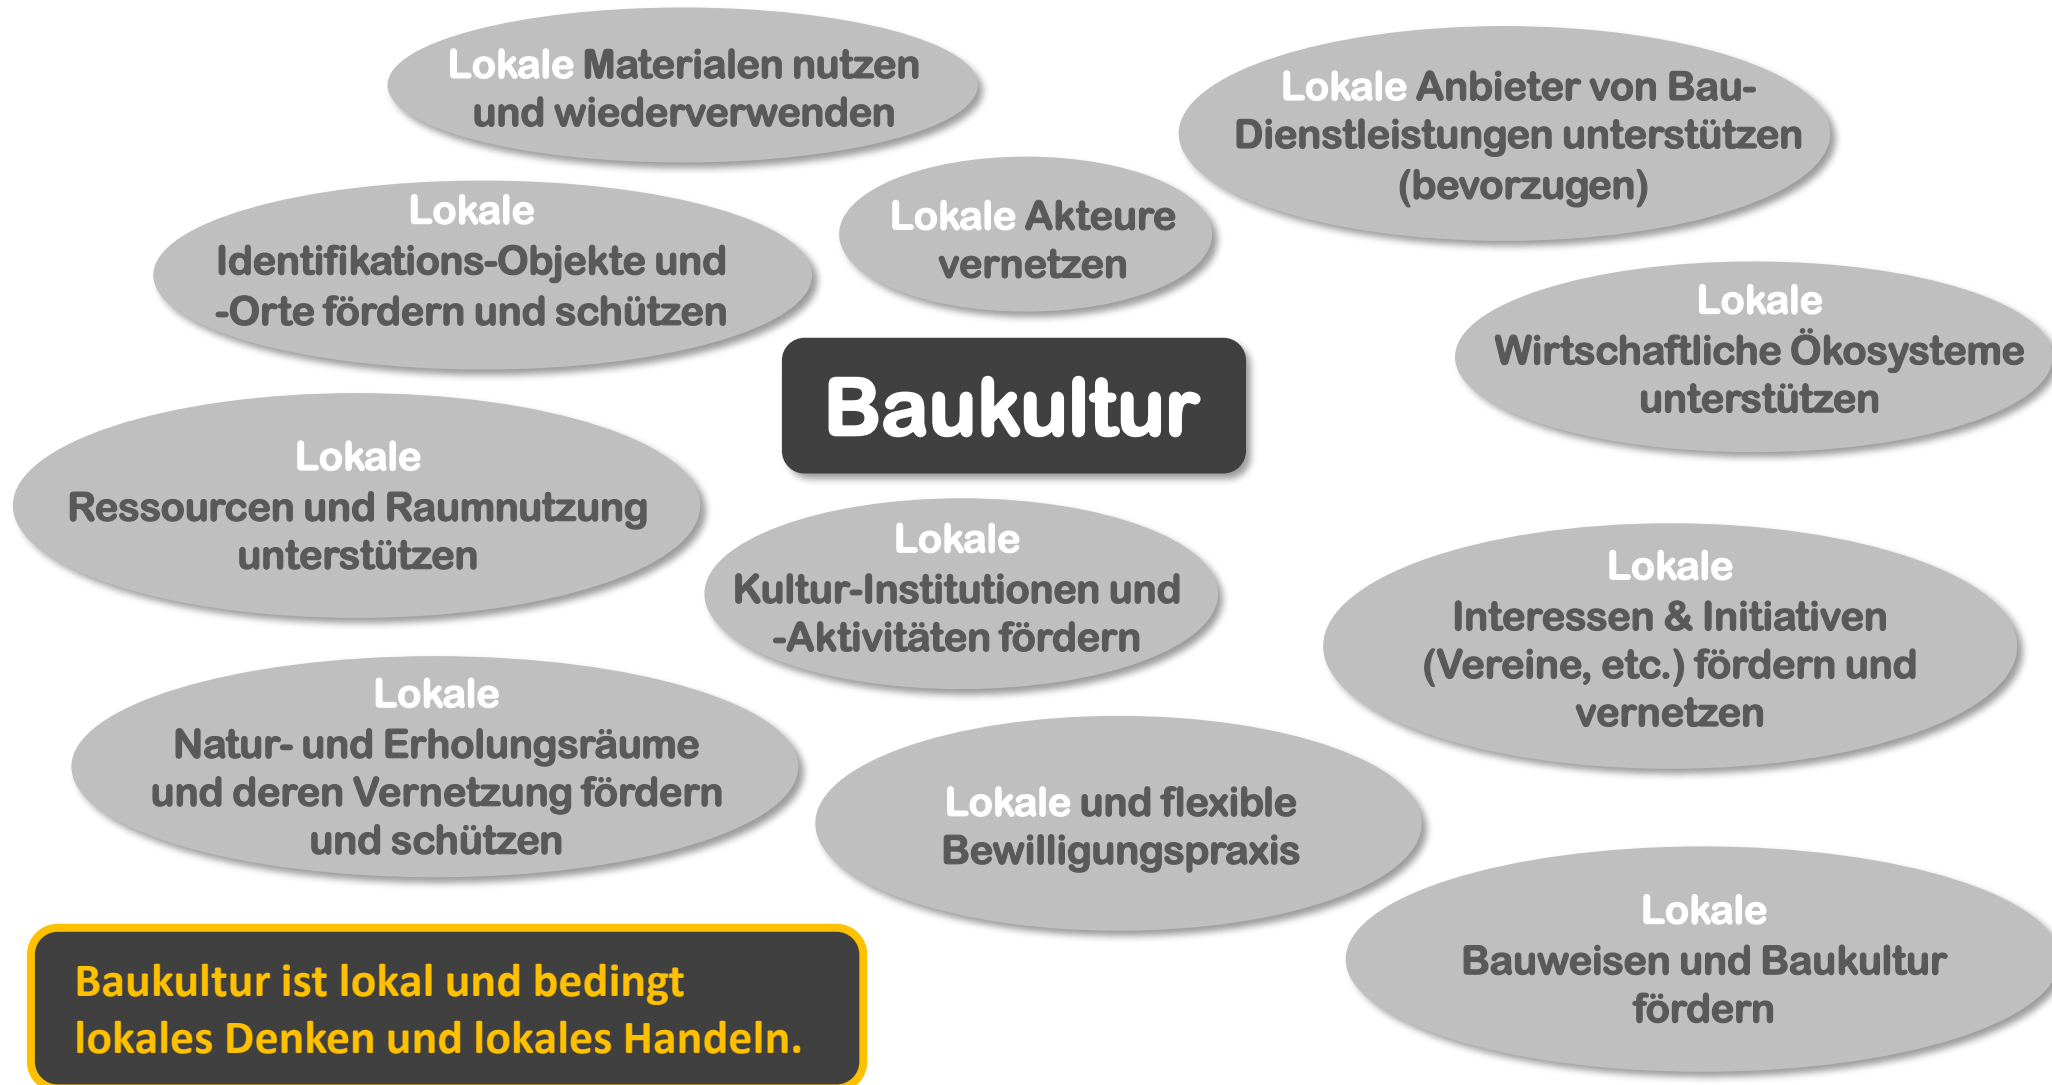 Lokale Materialen nutzen
und wiederverwenden
Lokale Anbieter von Bau-
Dienstleistungen unterstützen
(bevorzugen)
Lokale
Identifikations-Objekte und
-Orte fördern und schützen
Lokale Akteure
vernetzen
Lokale
Wirtschaftliche Ökosysteme
unterstützen
Baukultur
Lokale
Ressourcen und Raumnutzung
unterstützen
Lokale
Kultur-Institutionen und
-Aktivitäten fördern
Lokale
Interessen & Initiativen
(Vereine, etc.) fördern und
vernetzen
Lokale
Natur- und Erholungsräume
und deren Vernetzung fördern
und schützen
Lokale und flexible
Bewilligungspraxis
Lokale
Bauweisen und Baukultur
fördern
Baukultur ist lokal und bedingt
lokales Denken und lokales Handeln.